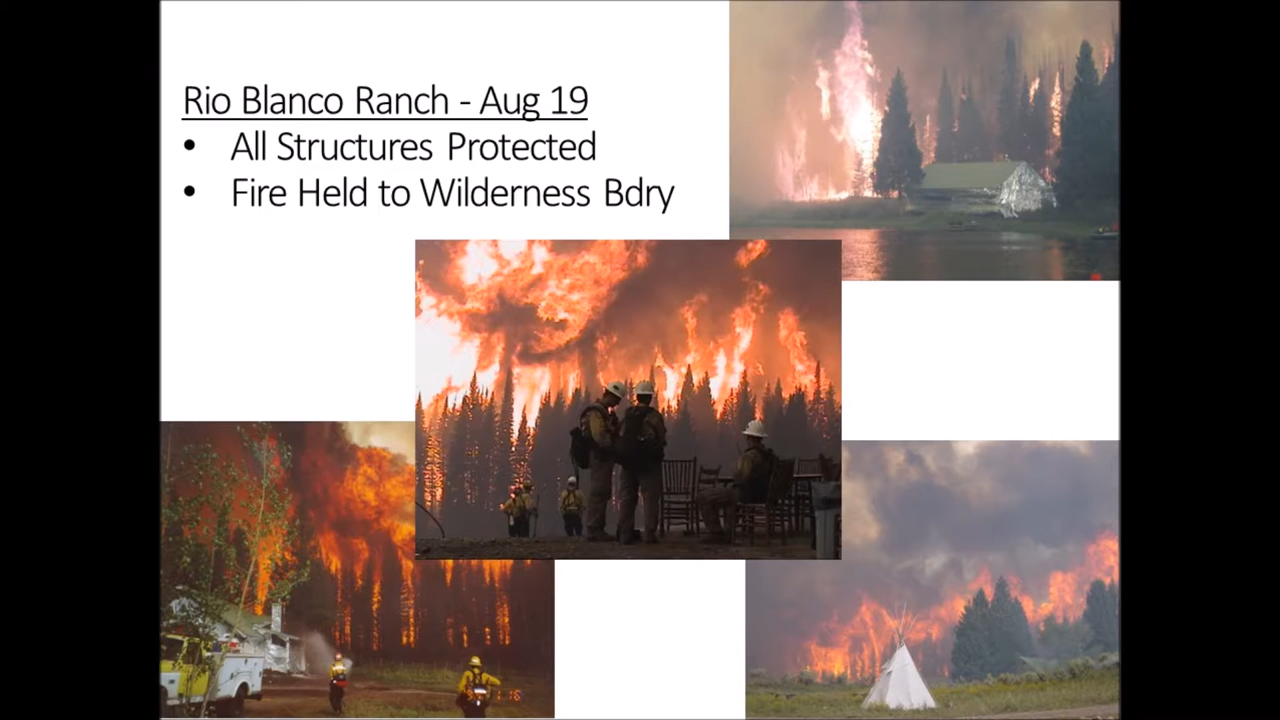 Rio Blanco Ranch - Aug 19
• All Structures Protected
• Fire Held to Wilderness Bdry